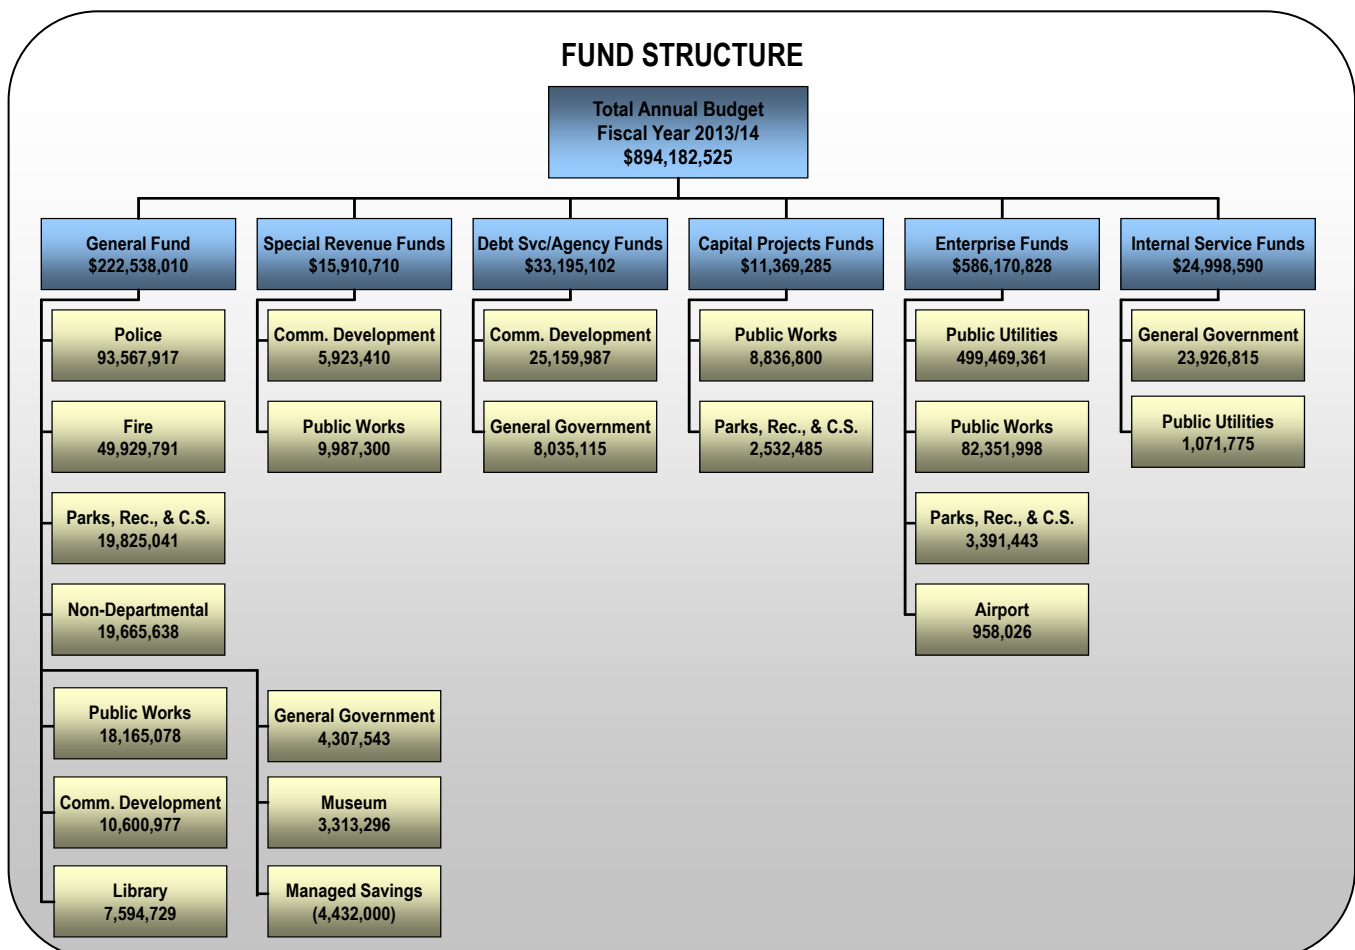 FUND STRUCTURE
Total Annual Budget
Fiscal Year 2013/14
$894,182,525
General Fund
$222,538,010
Special Revenue Funds
$15,910,710
Debt Svc/Agency Funds
$33,195,102
Capital Projects Funds
$11,369,285
Enterprise Funds
$586,170,828
Internal Service Funds
$24,998,590
Police
93,567,917
Comm. Development
5,923,410
Comm. Development
25,159,987
Public Works
8,836,800
Public Utilities
499,469,361
General Government
23,926,815
Fire
49,929,791
Public Works
9,987,300
General Government
8,035,115
Parks, Rec., & C.S.
2,532,485
Public Works
82,351,998
Public Utilities
1,071,775
Parks, Rec., & C.S.
19,825,041
Parks, Rec., & C.S.
3,391,443
Non-Departmental
19,665,638
Airport
958,026
Public Works
18,165,078
General Government
4,307,543
Comm. Development
10,600,977
Museum
3,313,296
Library
7,594,729
Managed Savings
(4,432,000)